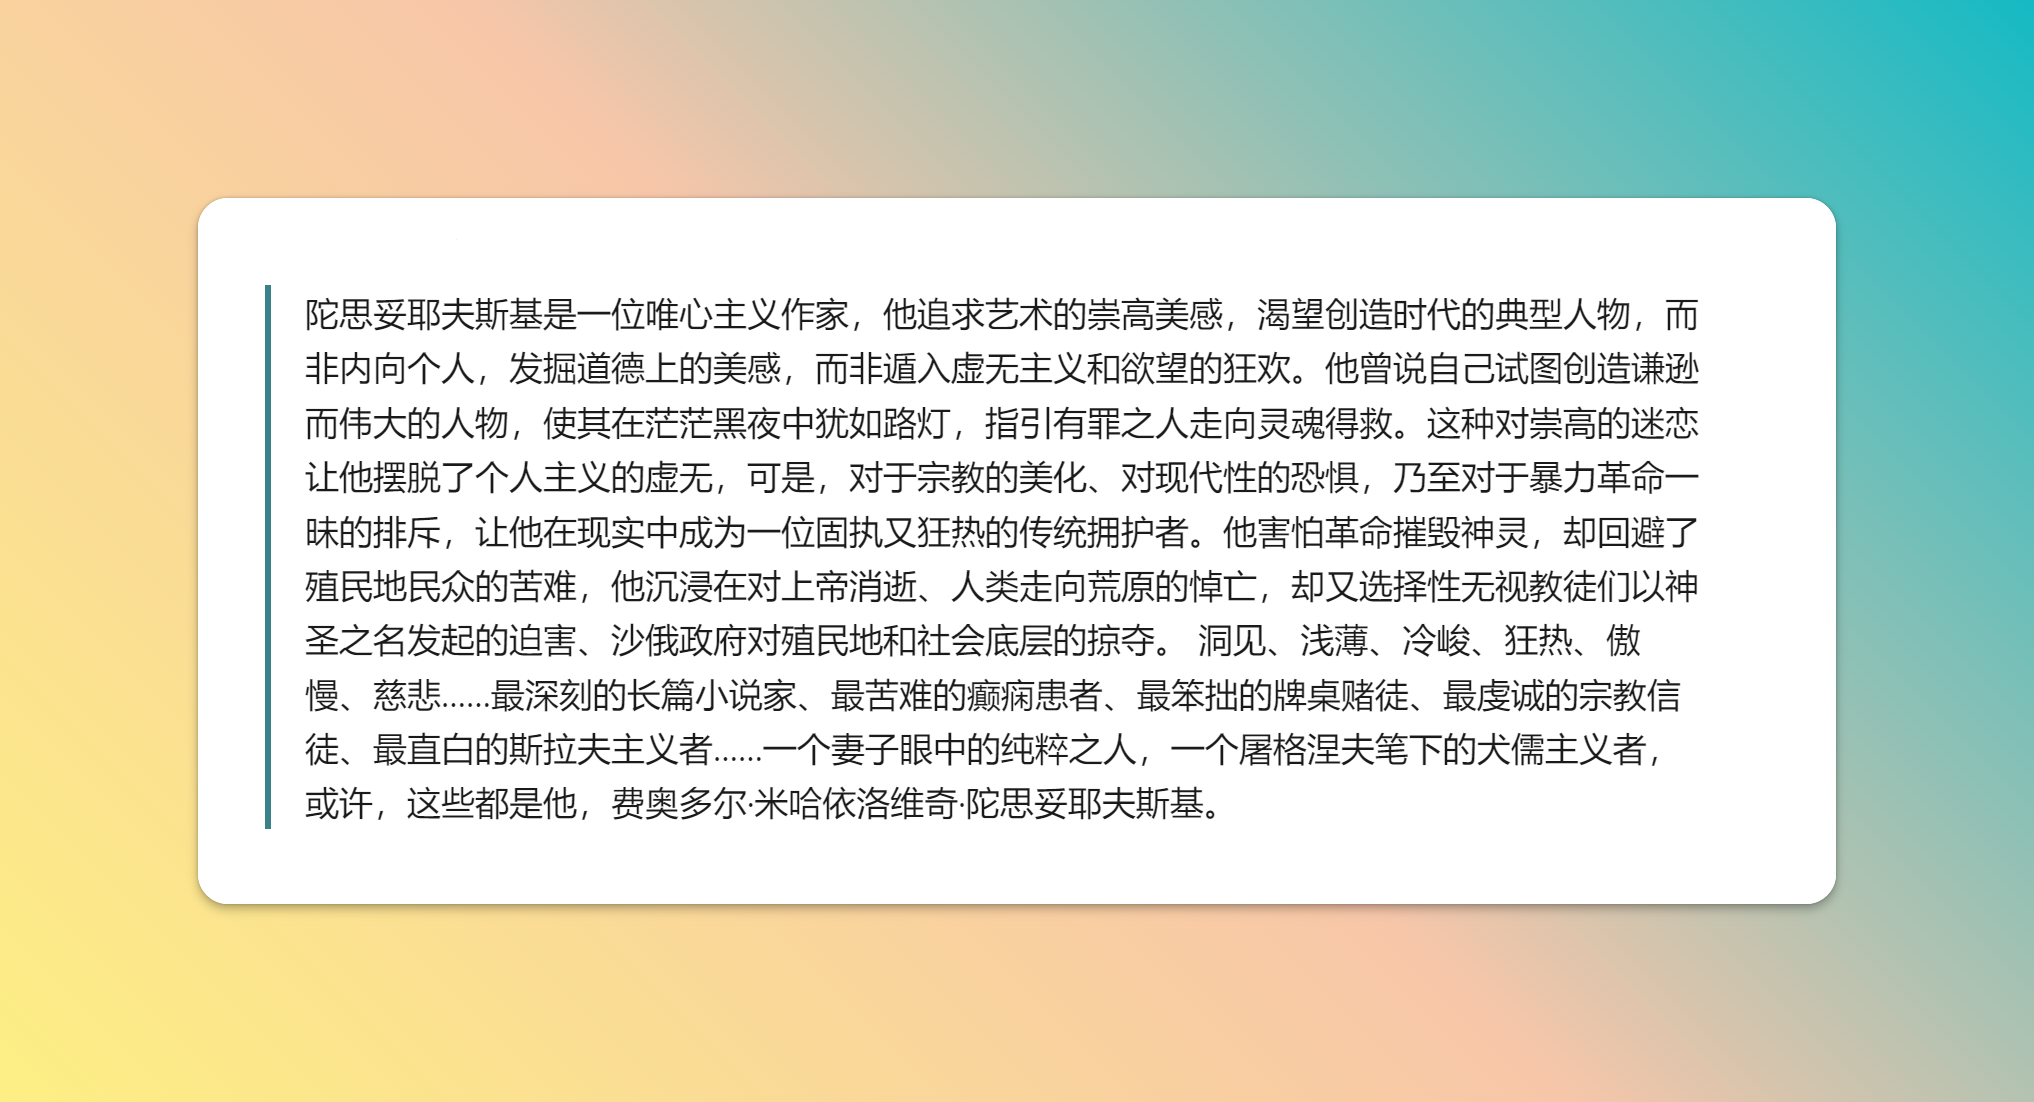 陀思妥耶夫斯基是一位唯心主义作家，他追求艺术的崇高美感，渴望创造时代的典型人物，而
非内向个人，发掘道德上的美感，而非遁入虚无主义和欲望的狂欢。他曾说自己试图创造谦逊
而伟大的人物，使其在茫茫黑夜中犹如路灯，指引有罪之人走向灵魂得救。这种对崇高的迷恋
让他摆脱了个人主义的虚无，可是，对于宗教的美化、对现代性的恐惧，乃至对于暴力革命一
昧的排斥，让他在现实中成为一位固执又狂热的传统拥护者。他害怕革命摧毁神灵，却回避了
殖民地民众的苦难，他沉浸在对上帝消逝、人类走向荒原的悼亡，却又选择性无视教徒们以神
圣之名发起的迫害、沙俄政府对殖民地和社会底层的掠夺。 洞见、浅薄、冷峻、狂热、傲
慢、慈悲......最深刻的长篇小说家、最苦难的癫痫患者、最笨拙的牌桌赌徒、最虔诚的宗教信
徒、最直白的斯拉夫主义者......一个妻子眼中的纯粹之人，一个屠格涅夫笔下的犬儒主义者，
或许，这些都是他，费奥多尔·米哈依洛维奇·陀思妥耶夫斯基。